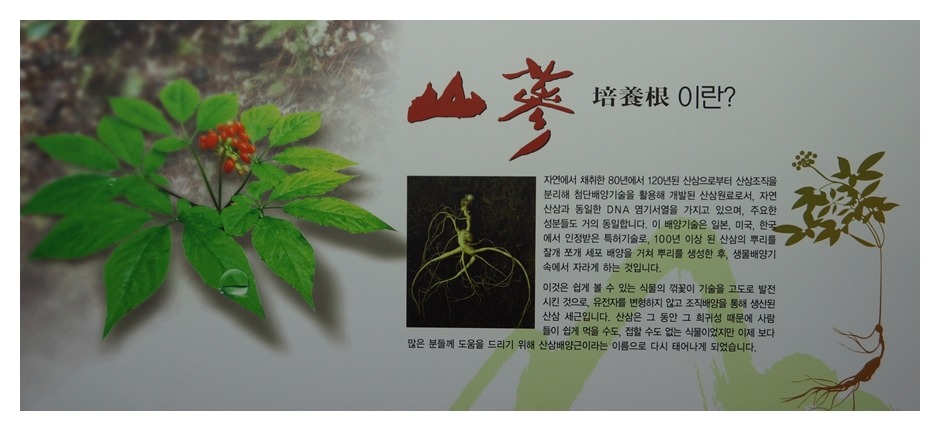 山蔘 培養根 이란?
자연에서 채취한 80년에서 120년된 산삼으로부터 산삼조직을
분리해 첨단배양기술을 활용해 개발된 산삼원료로서, 자연
산삼과 동일한 DNA 염기서열을 가지고 있으며, 주요한
성분들도 거의 동일합니다. 이 배양기술은 일본, 미국, 한국
에서 인정받은 특허기술로, 100년 이상 된 산삼의 뿌리를
잘개 쪼개 세포 배양을 거쳐 뿌리를 생성한 후, 생물배양기
속에서 자라게 하는 것입니다.
이것은 쉽게 볼 수 있는 식물의 꺾꽂이 기술을 고도로 발전
시킨 것으로, 유전자를 변형하지 않고 조직배양을 통해 생산된
산삼 세근입니다. 산삼은 그 동안 그 희귀성 때문에 사람
들이 쉽게 먹을 수도, 접할 수도 없는 식물이었지만 이제 보다
많은 분들께 도움을 드리기 위해 산삼배양근이라는 이름으로 다시 태어나게 되었습니다.